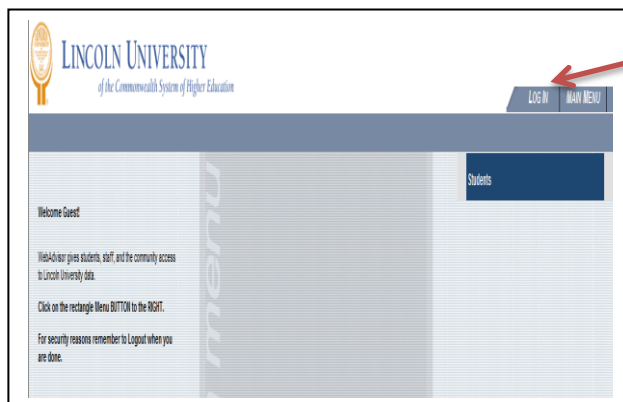 LINCOLN UNIVERSITY
of the Commonwealth System of Higher Education
LOG IN MAIN MENU
Students
Welcome Guest!
WebAdvisor gives students, staff, and the community access
to Lincoln University data.
Click on the rectangle Menu BUTTON to the RIGHT.
For security reasons remember to Logout when you
are done.
menu